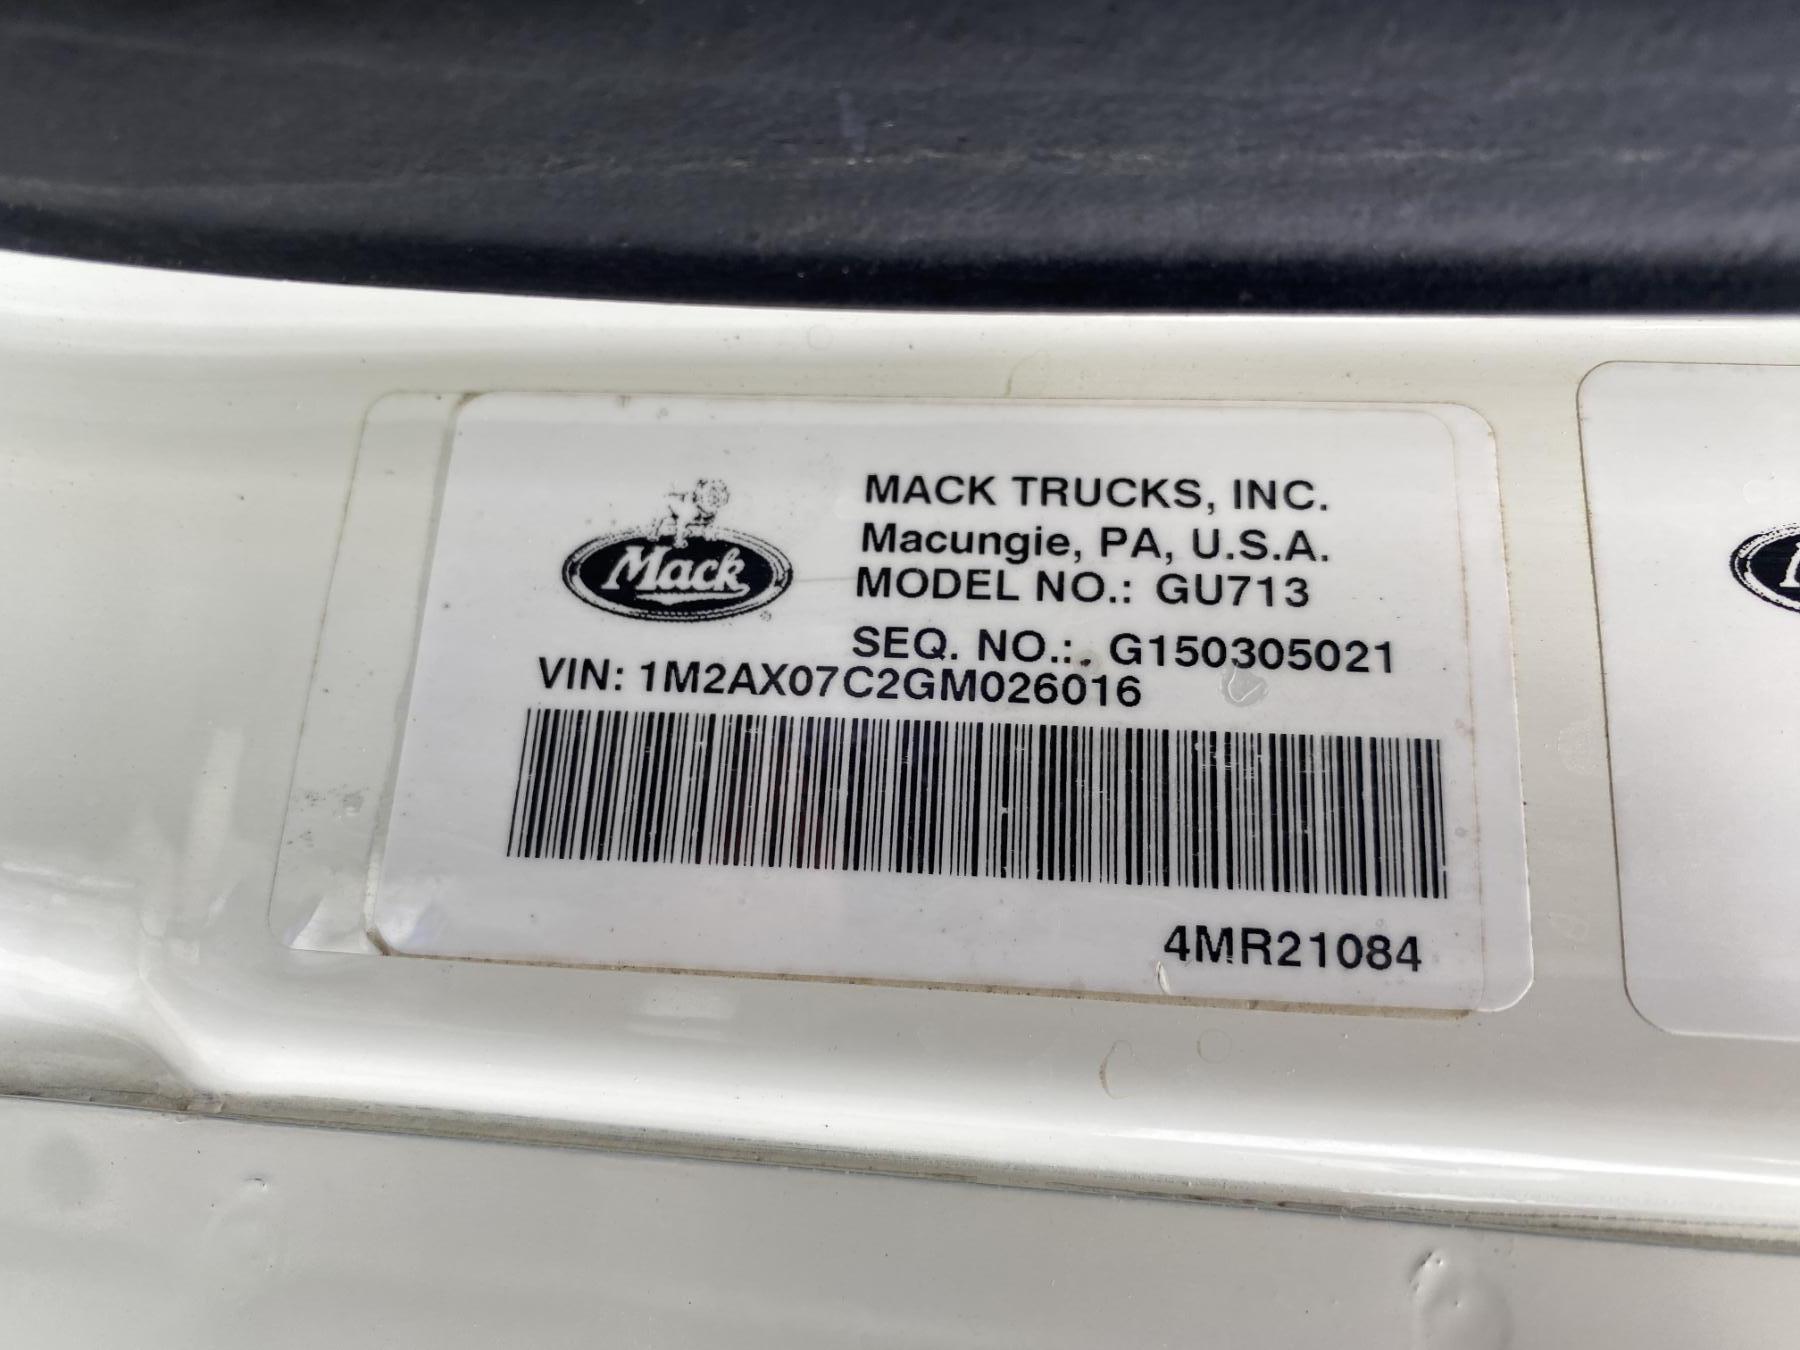 Mack
MACK TRUCKS, INC.
Macungie, PA, U.S.A.
MODEL NO.: GU713
SEQ. NO.: G150305021
VIN: 1M2AX07C2GM026016
4MR21084